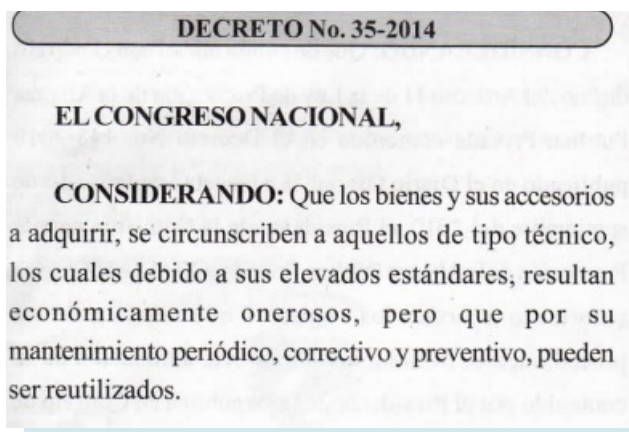 DECRETO No. 35-2014
EL CONGRESO NACIONAL,
CONSIDERANDO: Que los bienes y sus accesorios
a adquirir, se circunscriben a aquellos de tipo técnico,
los cuales debido a sus elevados estándares; resultan
económicamente onerosos, pero que por su
mantenimiento periódico, correctivo y preventivo, pueden
ser reutilizados.